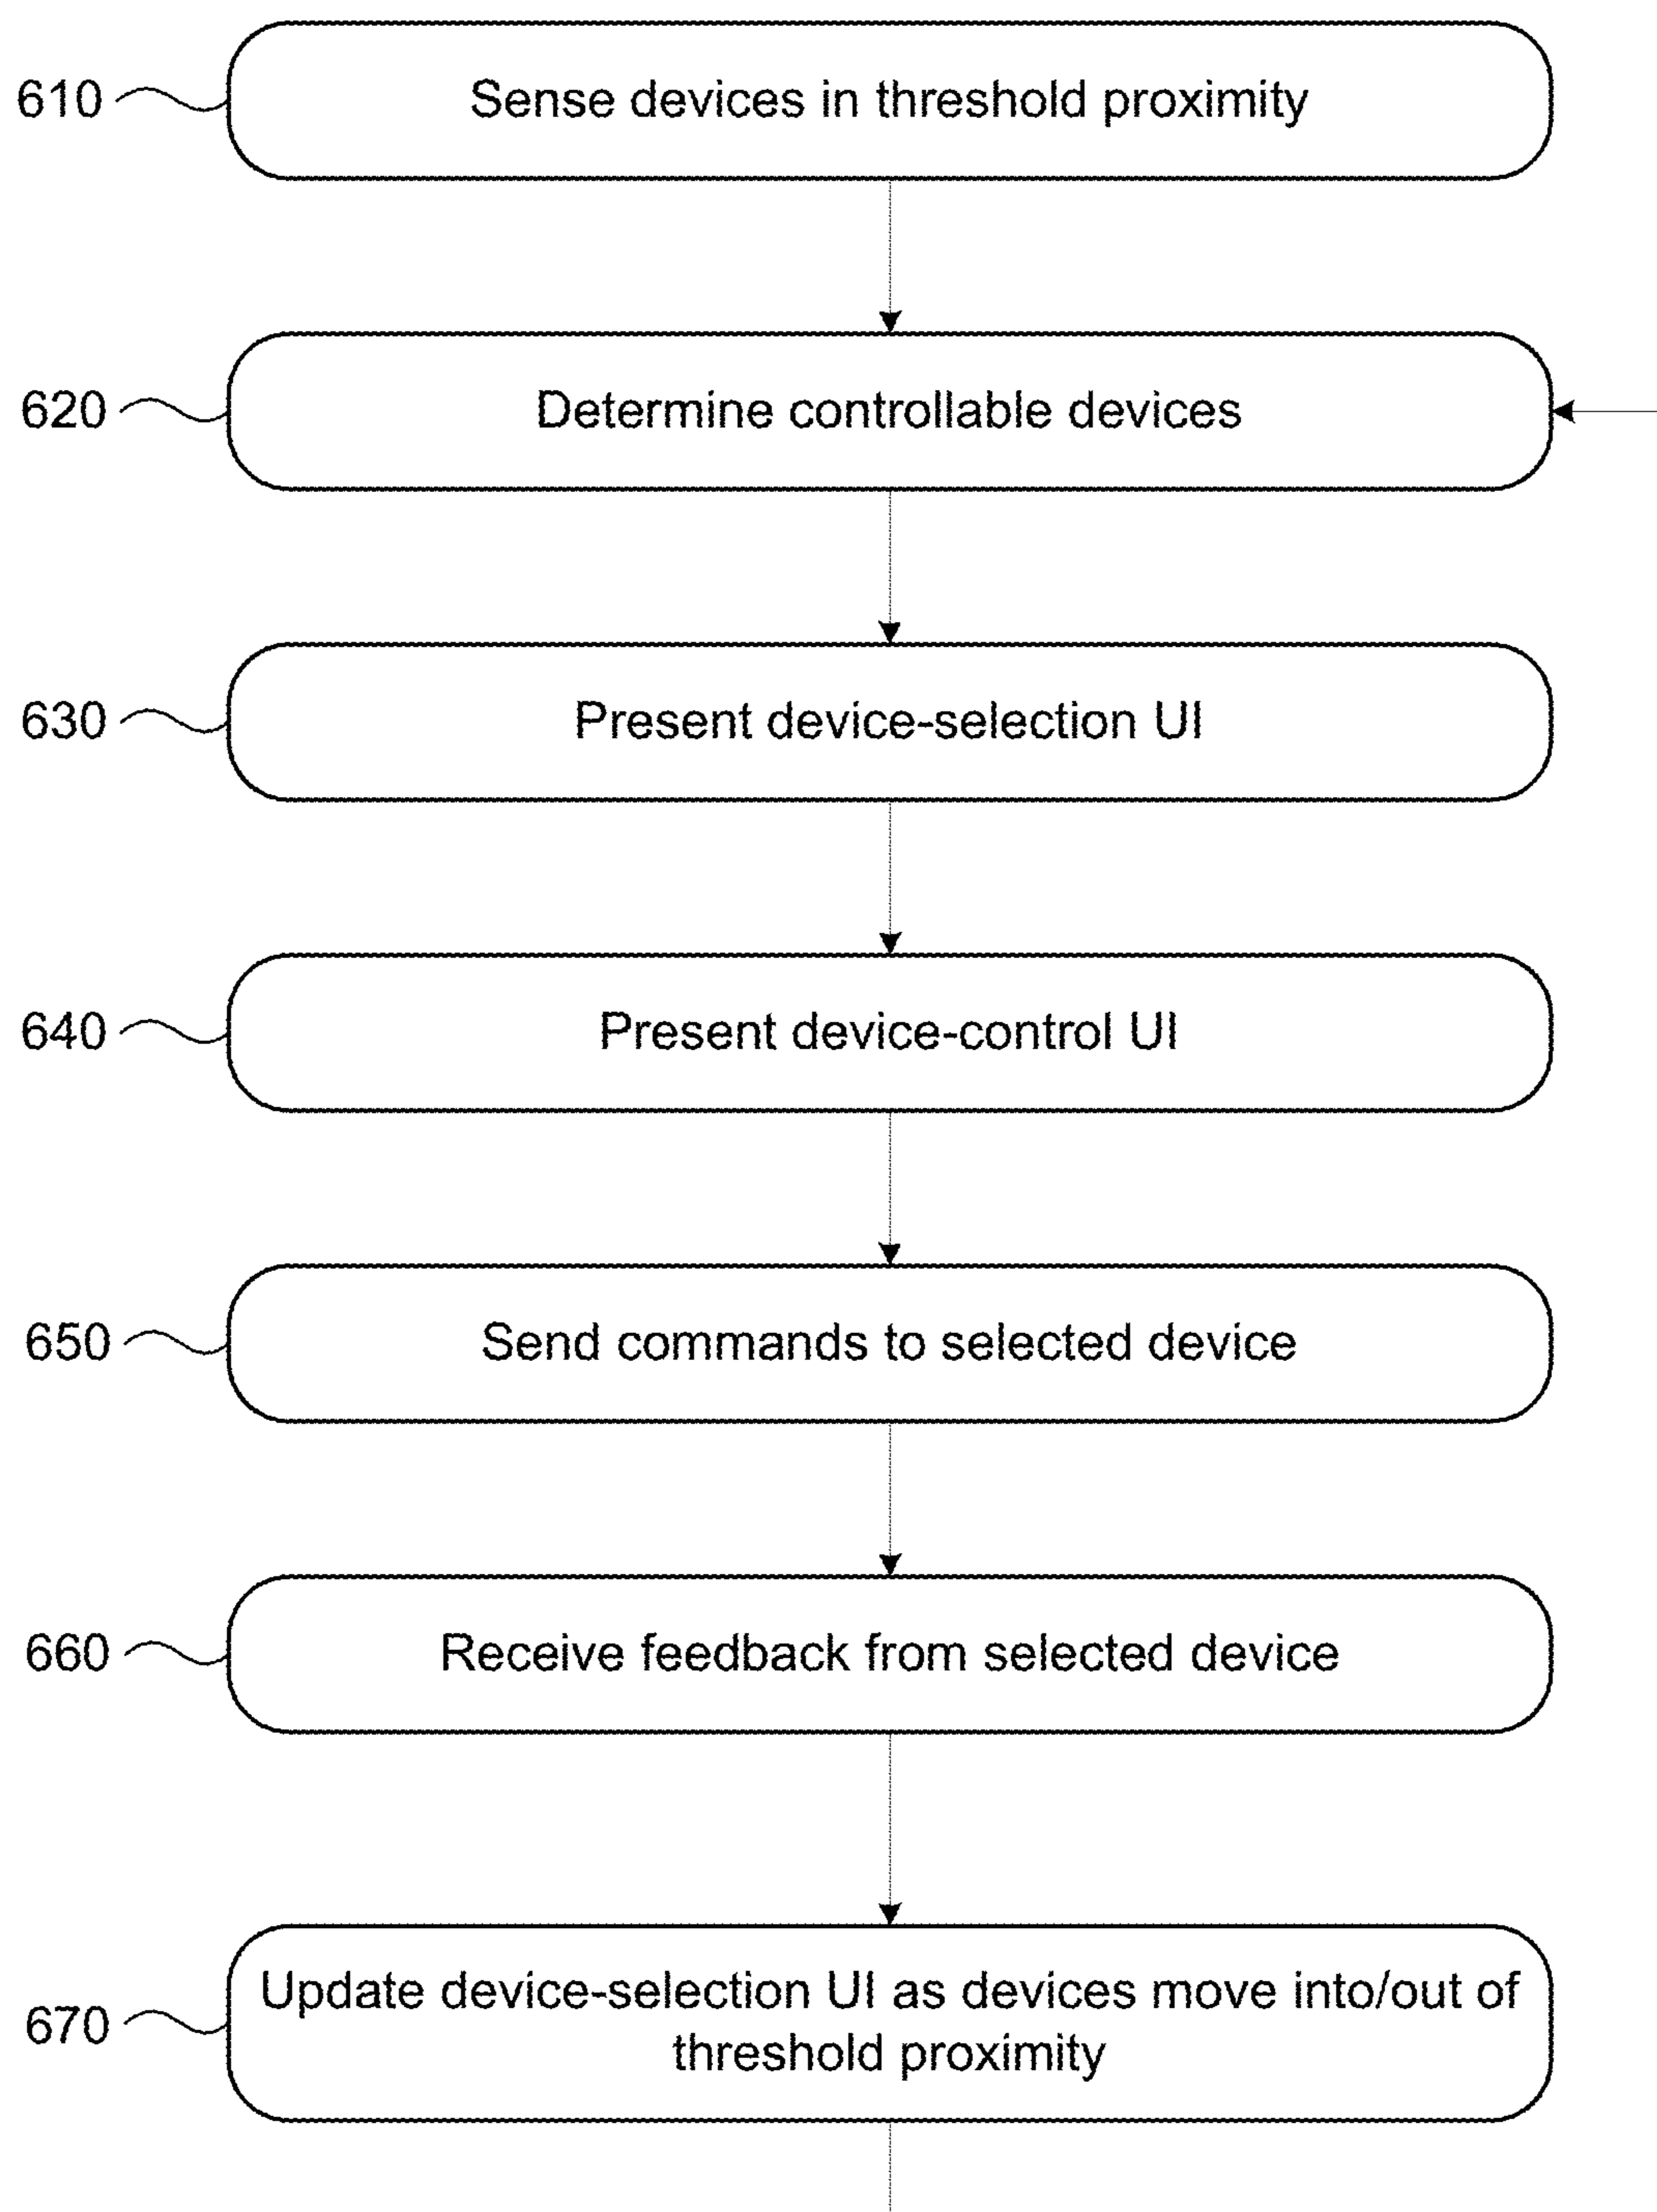 610
Sense devices in threshold proximity
620
Determine controllable devices
630
Present device-selection UI
640
Present device-control UI
650
Send commands to selected device
660
Receive feedback from selected device
670
Update device-selection UI as devices move into/out of
threshold proximity